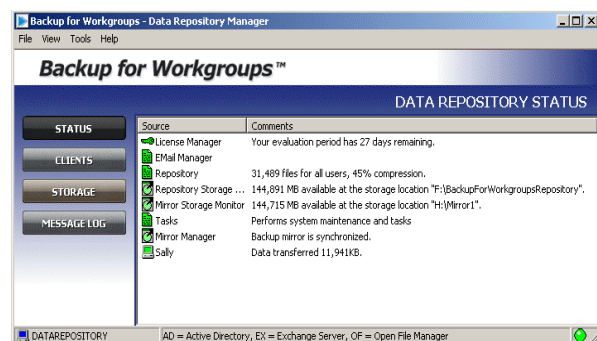 Backup for Workgroups - Data Repository Manager
File View Tools Help
Backup for Workgroups™
DATA REPOSITORY STATUS
STATUS
CLIENTS
STORAGE
MESSAGE LOG
Source Comments
License Manager Your evaluation period has 27 days remaining.
EMail Manager
Repository 31,489 files for all users, 45% compression.
Repository Storage ... 144,891 MB available at the storage location "F:\BackupForWorkgroupsRepository".
Mirror Storage Monitor 144,715 MB available at the storage location "H:\Mirror1".
Tasks Performs system maintenance and tasks
Mirror Manager Backup mirror is synchronized.
Sally Data transferred 11,941KB.
DATAREPOSITORY AD = Active Directory, EX = Exchange Server, OF = Open File Manager